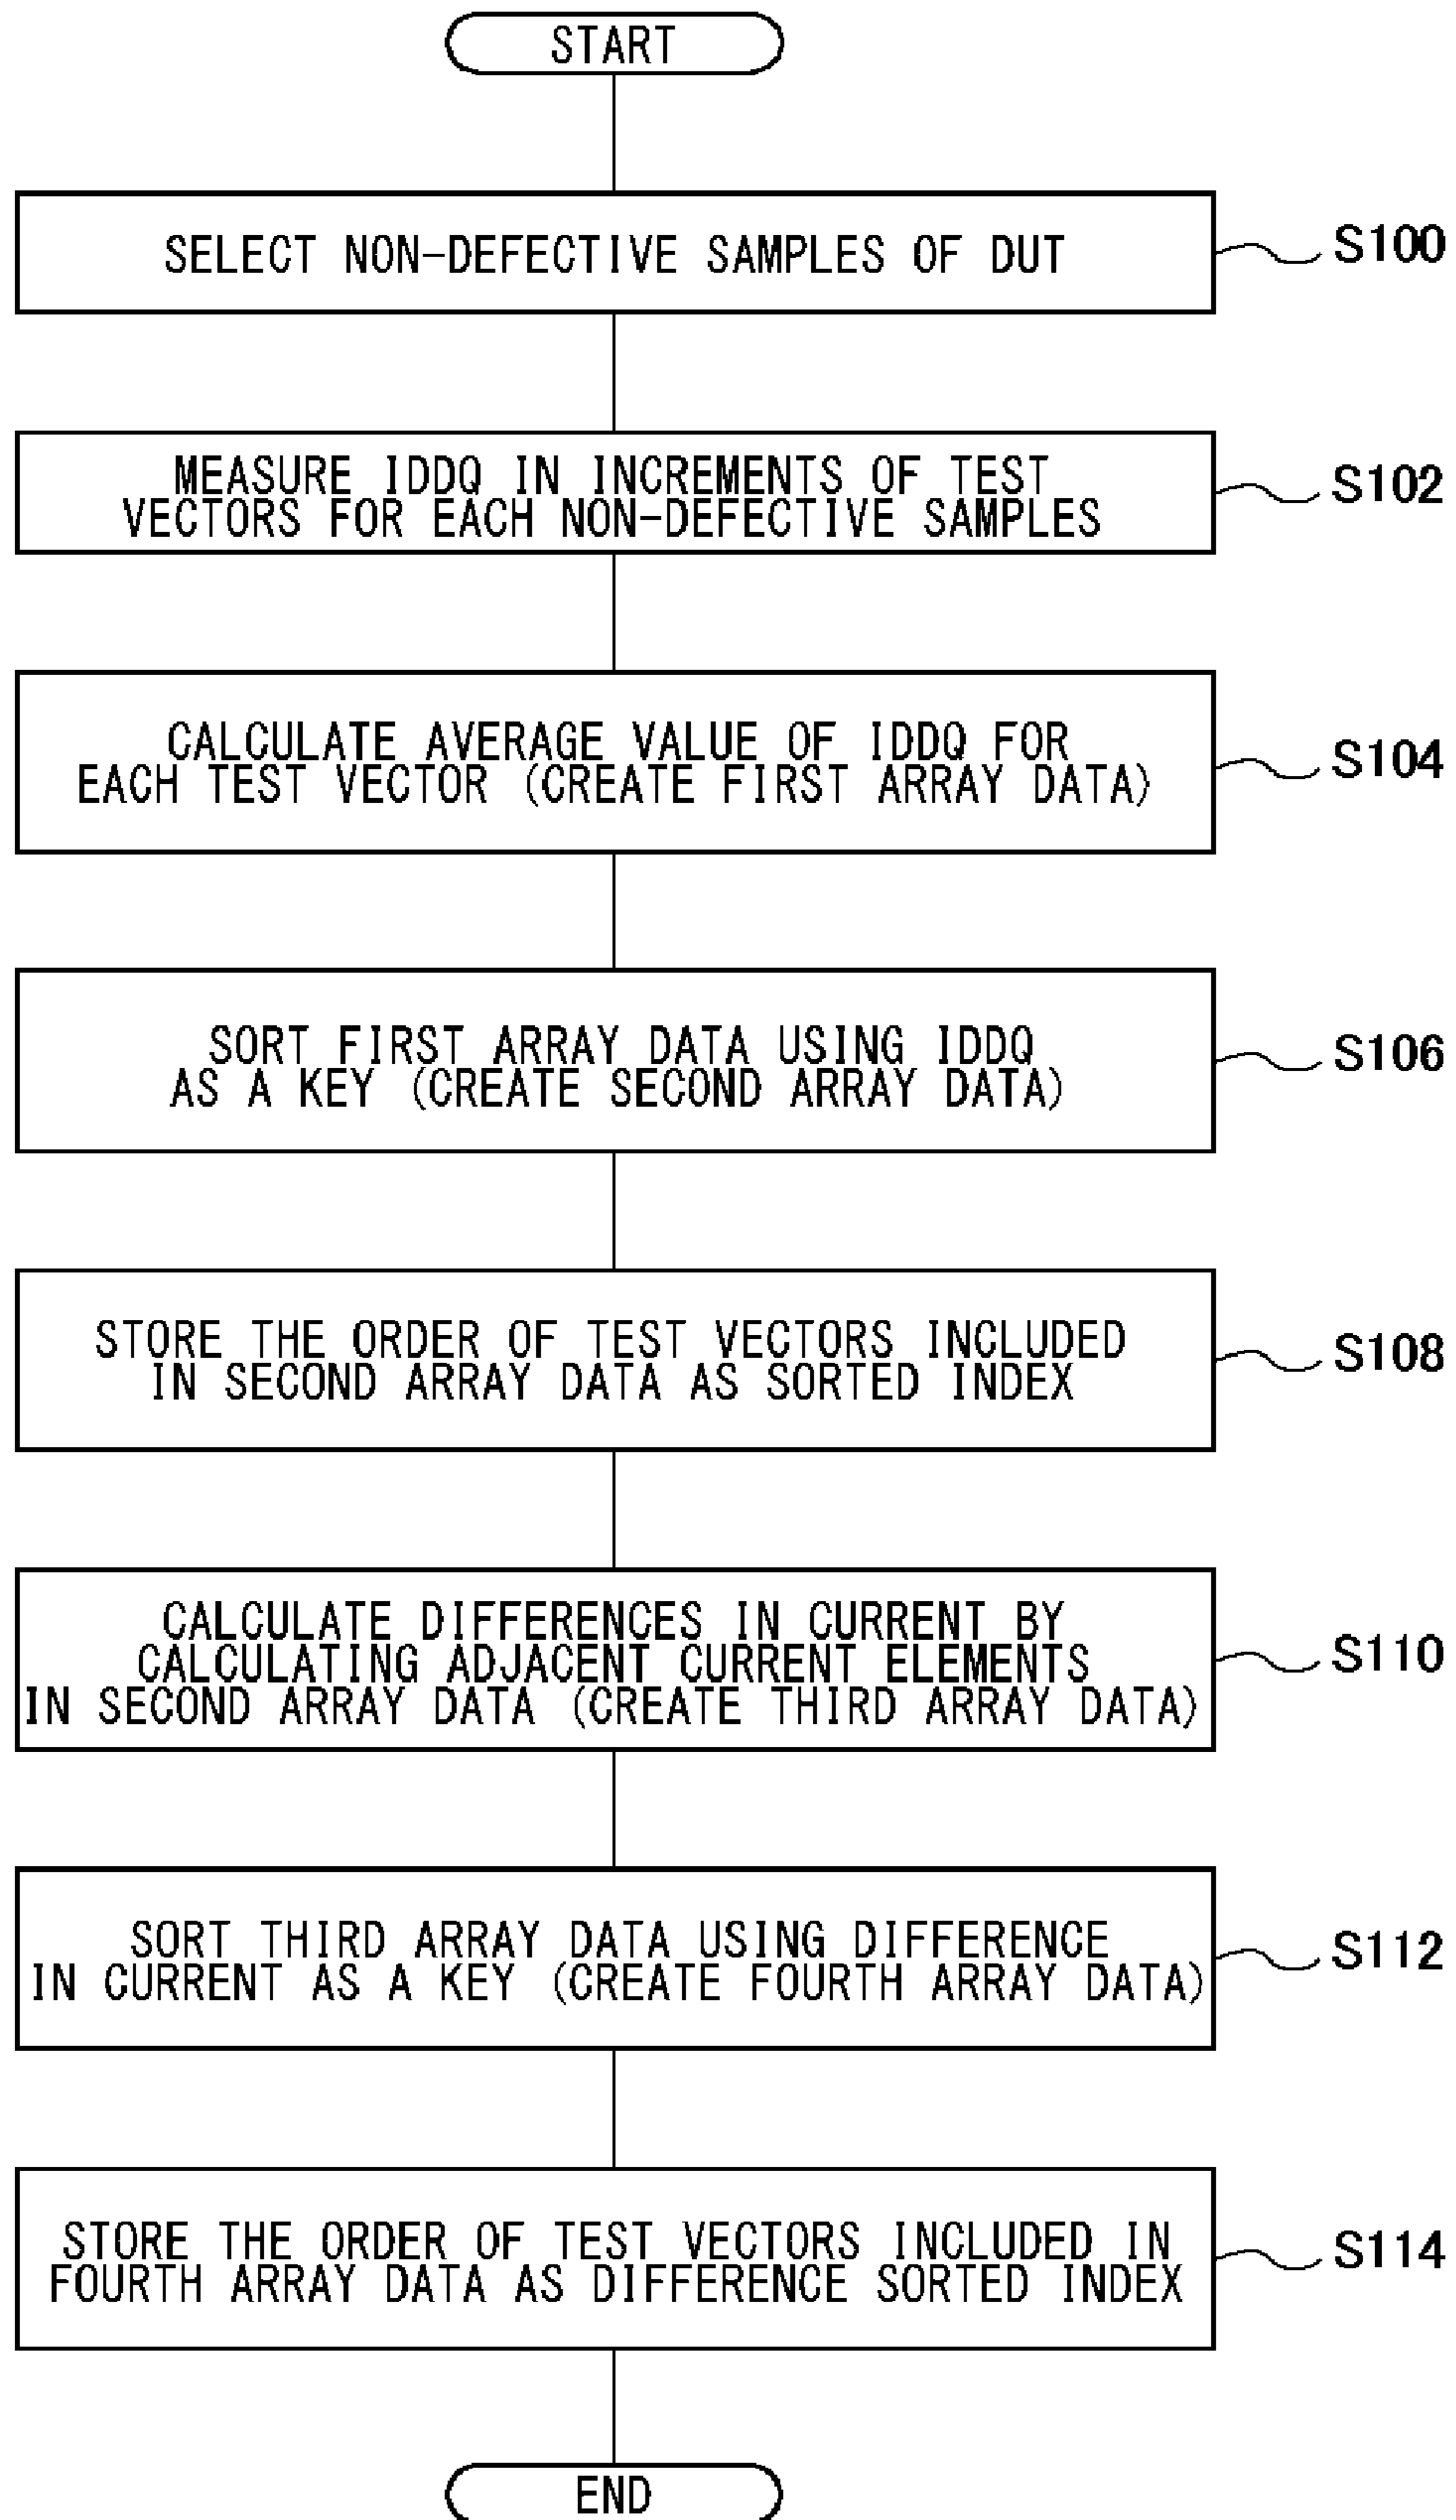 START
SELECT NON-DEFECTIVE SAMPLES OF DUT
S100
MEASURE IDDQ IN INCREMENTS OF TEST
VECTORS FOR EACH NON-DEFECTIVE SAMPLES
S102
CALCULATE AVERAGE VALUE OF IDDQ FOR
EACH TEST VECTOR (CREATE FIRST ARRAY DATA)
S104
SORT FIRST ARRAY DATA USING IDDQ
AS A KEY (CREATE SECOND ARRAY DATA)
S106
STORE THE ORDER OF TEST VECTORS INCLUDED
IN SECOND ARRAY DATA AS SORTED INDEX
S108
CALCULATE DIFFERENCES IN CURRENT BY
CALCULATING ADJACENT CURRENT ELEMENTS
IN SECOND ARRAY DATA (CREATE THIRD ARRAY DATA)
S110
SORT THIRD ARRAY DATA USING DIFFERENCE
IN CURRENT AS A KEY (CREATE FOURTH ARRAY DATA)
S112
STORE THE ORDER OF TEST VECTORS INCLUDED IN
FOURTH ARRAY DATA AS DIFFERENCE SORTED INDEX
S114
END